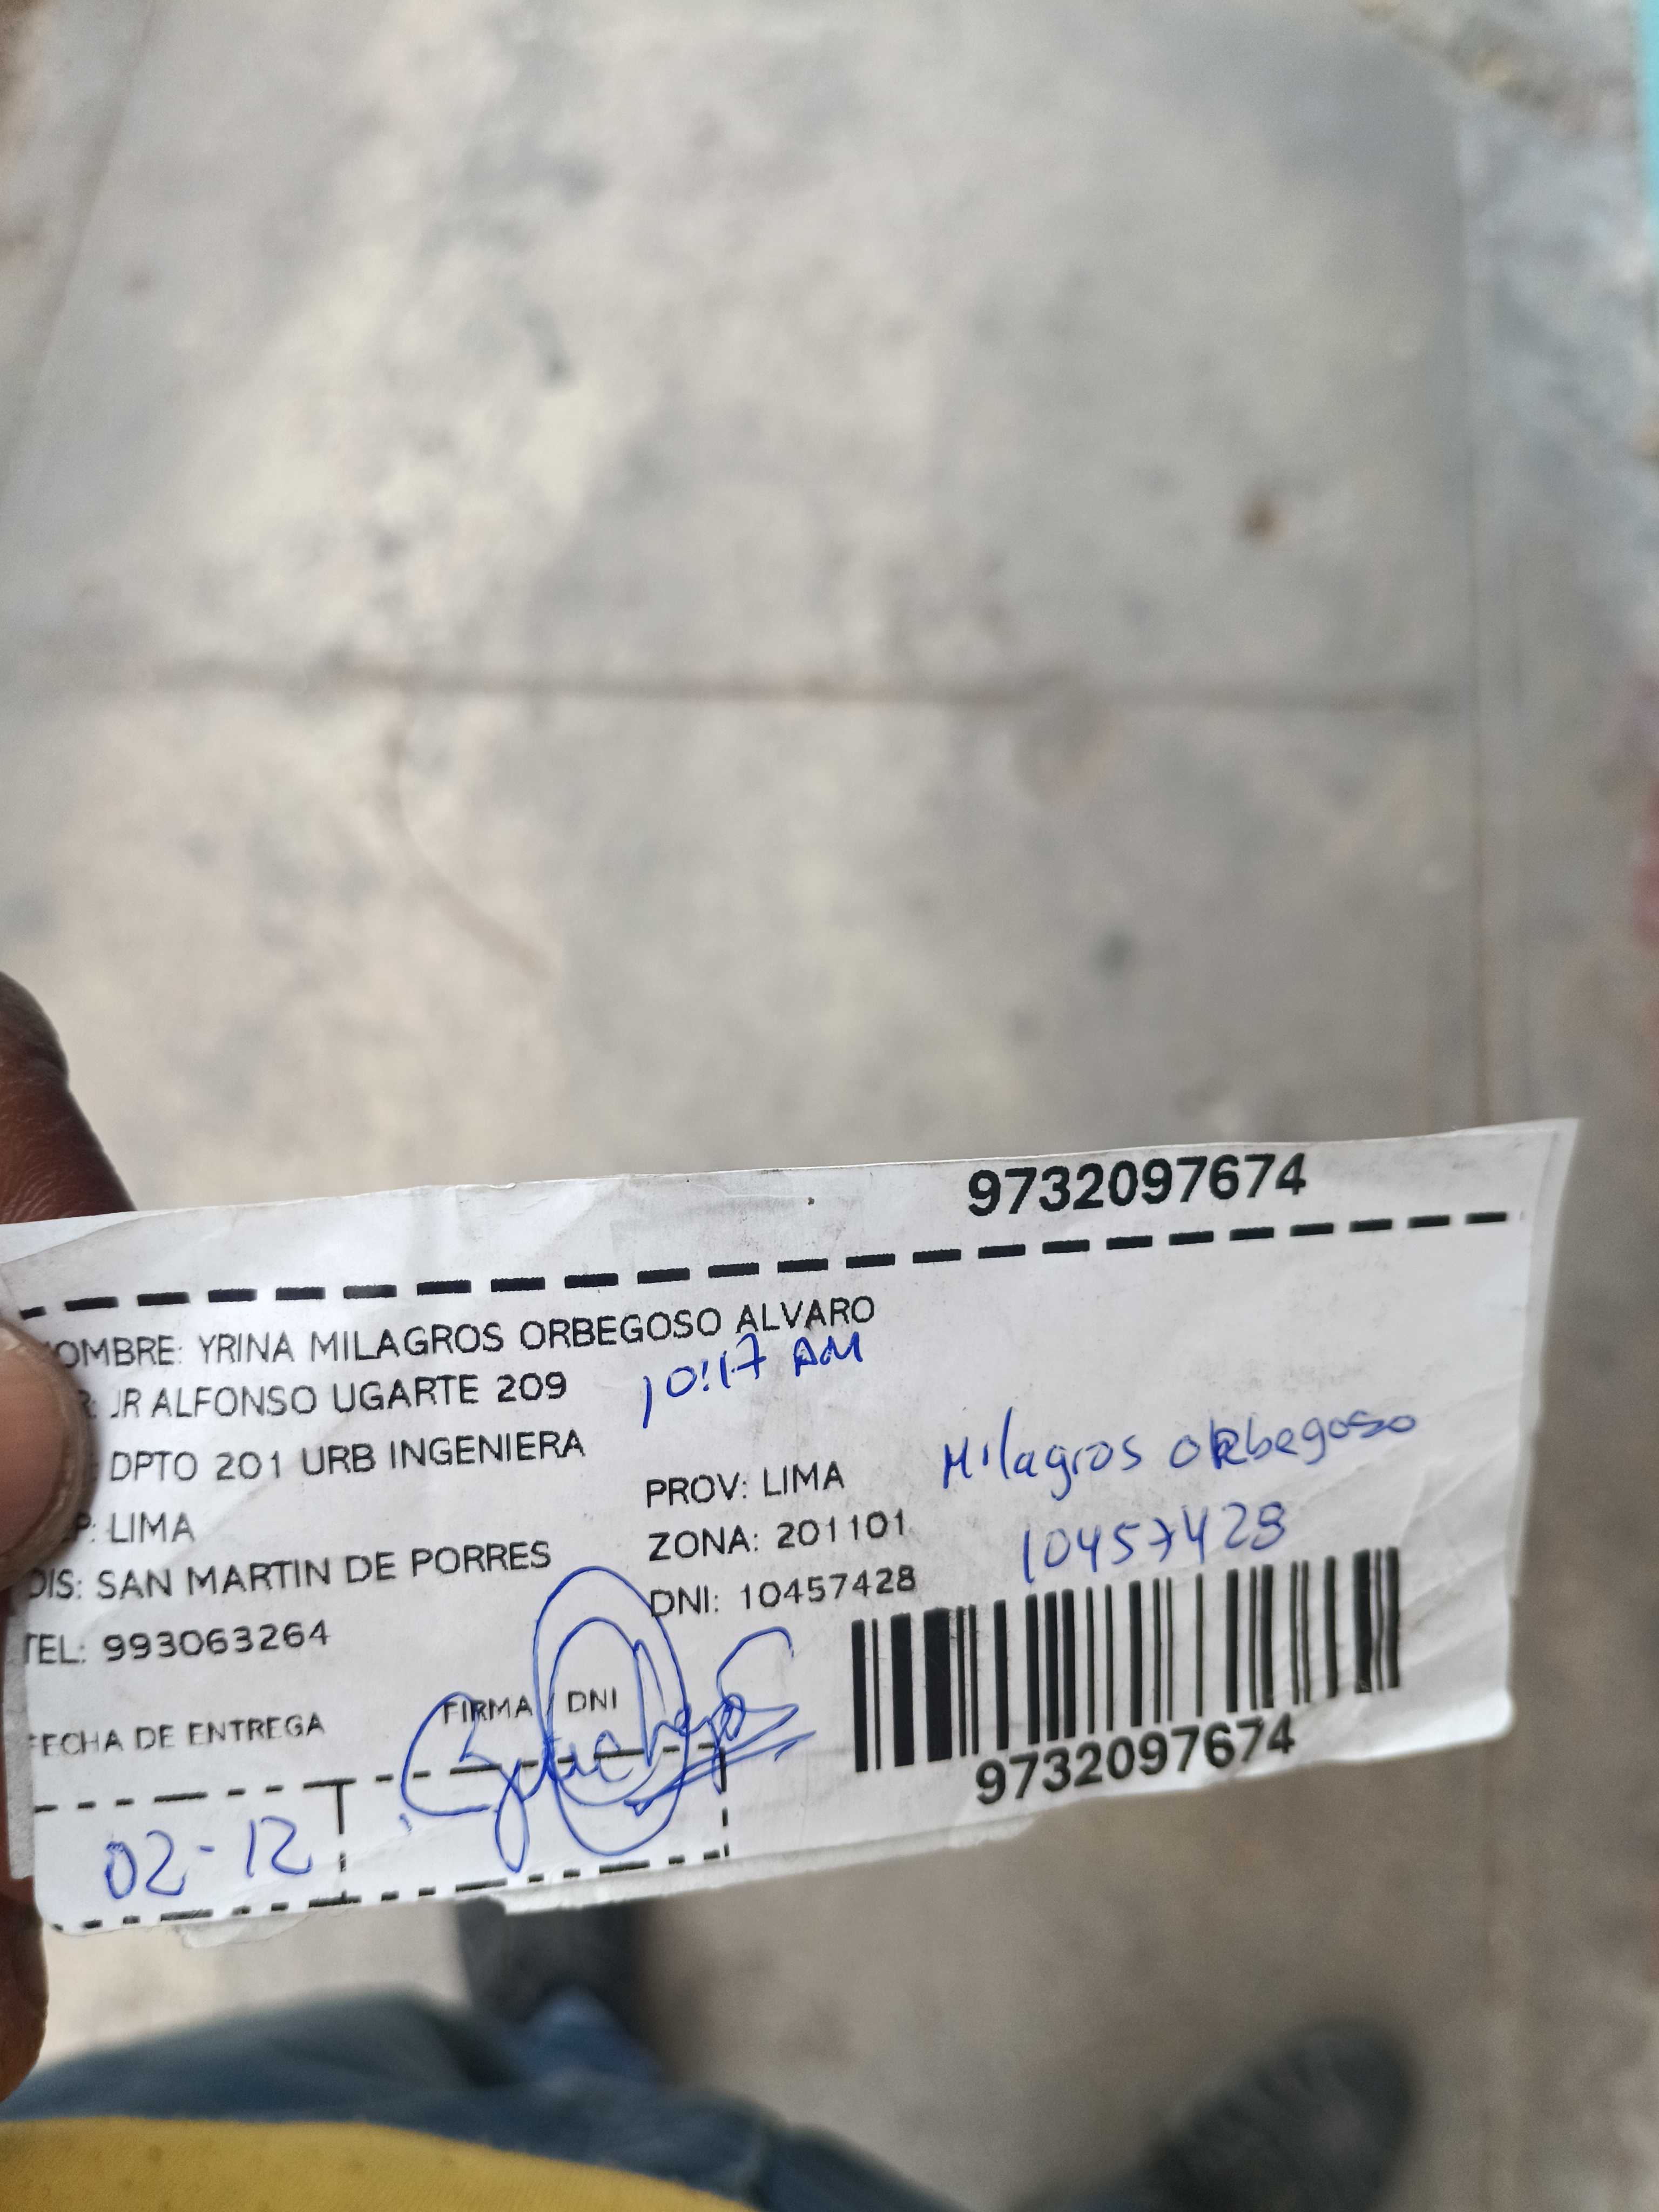 9732097674
OMBRE: YRINA MILAGROS ORBEGOSO ALVARO
10:17 AM
R: JR ALFONSO UGARTE 209
DPTO 201 URB INGENIERA
Milagros orbegoso
P: LIMA
PROV: LIMA
10457428
DIS: SAN MARTIN DE PORRES
ZONA: 201101
TEL: 993063264
DNI: 10457428
FECHA DE ENTREGA
FIRMA / DNI
9732097674
02-12